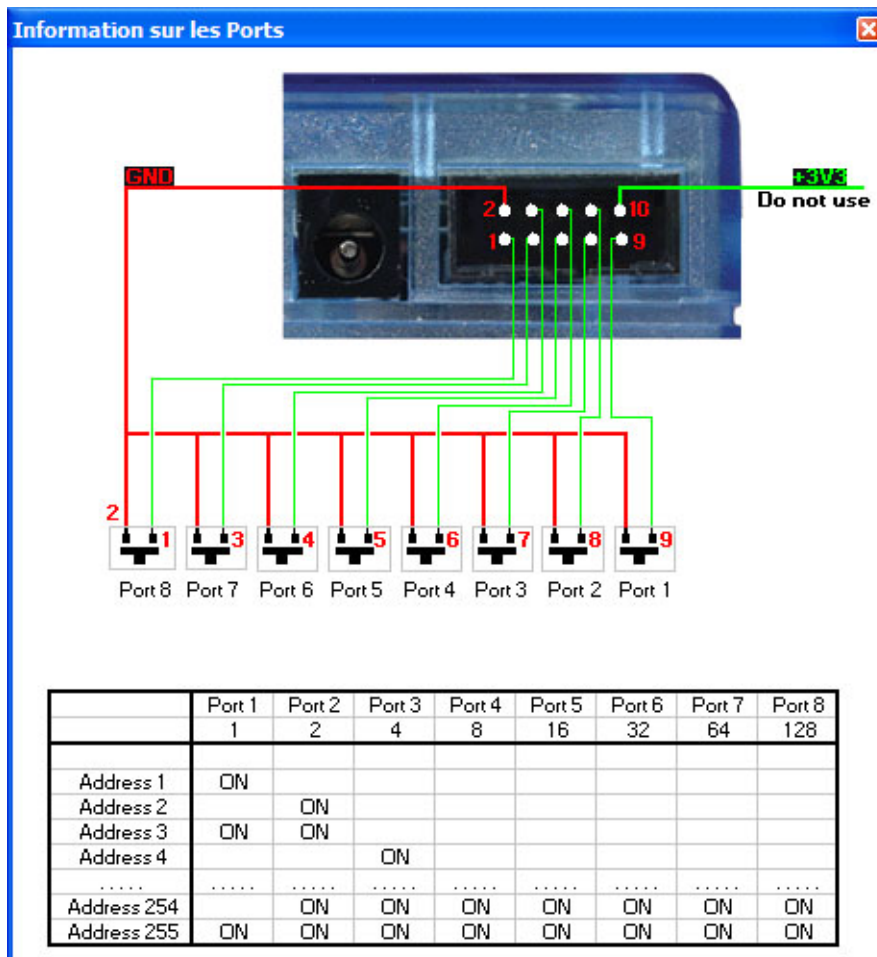 Information sur les Ports
GND
+3V3
Do not use
2 10
1 9
2
1 3 4 5 6 7 8 9
Port 8 Port 7 Port 6 Port 5 Port 4 Port 3 Port 2 Port 1
Port 1 Port 2 Port 3 Port 4 Port 5 Port 6 Port 7 Port 8
1 2 4 8 16 32 64 128
Address 1 ON
Address 2 ON
Address 3 ON ON
Address 4 ON
..... ..... ..... ..... ..... ..... ..... ..... .....
Address 254 ON ON ON ON ON ON ON
Address 255 ON ON ON ON ON ON ON ON